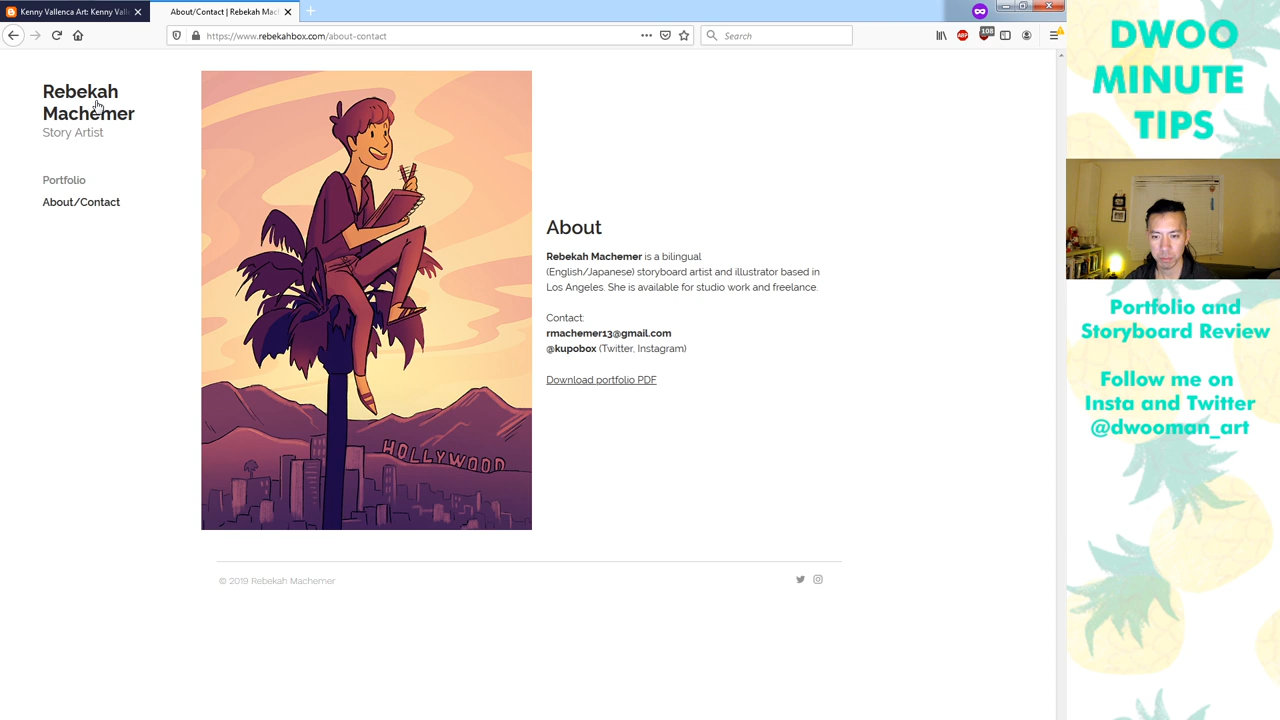 Kenny Vallenca Art: Kenny Valle
About/Contact | Rebekah Mac
https://www.rebekahbox.com/about-contact
Search
ABP
108
Rebekah
Machemer
Story Artist
Portfolio
About/Contact
HOLLYWOOD
About
Rebekah Machemer is a bilingual
(English/Japanese) storyboard artist and illustrator based in
Los Angeles. She is available for studio work and freelance.
Contact:
rmachemer13@gmail.com
@kupobox (Twitter, Instagram)
Download portfolio PDF
© 2019 Rebekah Machemer
DWOO
MINUTE
TIPS
Portfolio and
Storyboard Review
Follow me on
Insta and Twitter
@dwooman_art